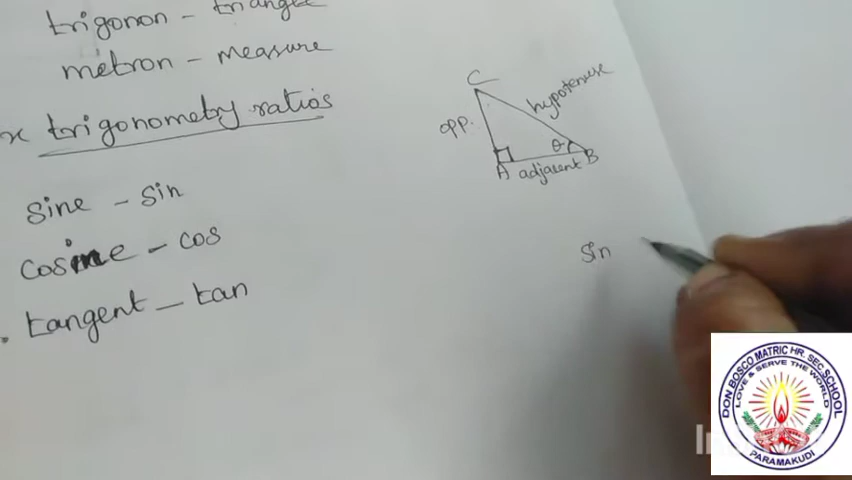 trigonon - triangle
metron - measure
x trigonometry ratios
sine - sin
cosine - cos
tangent - tan
C
opp.
hypotenuse
θ
A adjacent B
sin
DON BOSCO MATRIC HR. SEC. SCHOOL
LOVE & SERVE THE WORLD
PARAMAKUDI